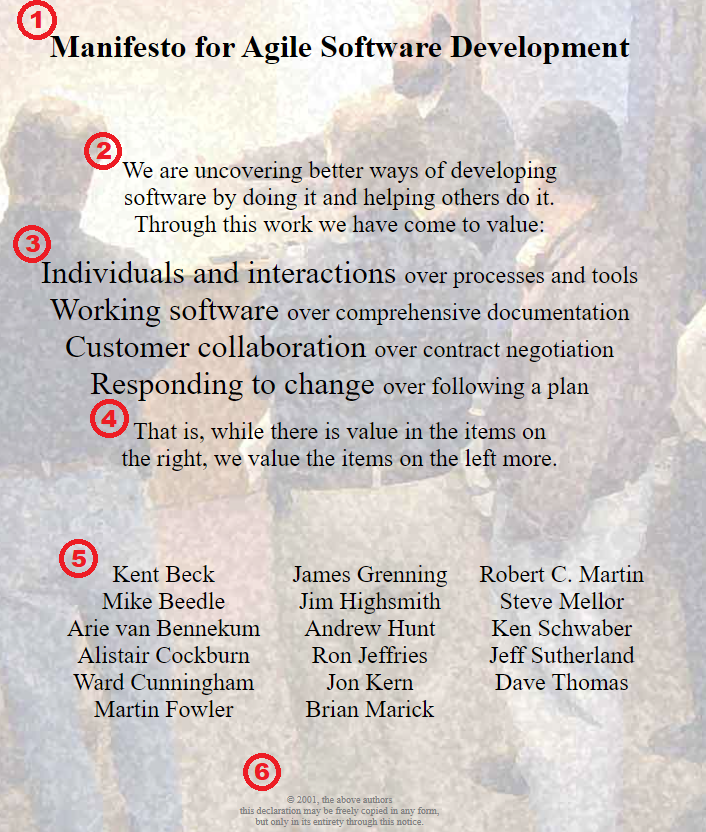 1
Manifesto for Agile Software Development
2
We are uncovering better ways of developing
software by doing it and helping others do it.
Through this work we have come to value:
3
Individuals and interactions over processes and tools
Working software over comprehensive documentation
Customer collaboration over contract negotiation
Responding to change over following a plan
4
That is, while there is value in the items on
the right, we value the items on the left more.
5
Kent Beck
Mike Beedle
Arie van Bennekum
Alistair Cockburn
Ward Cunningham
Martin Fowler
James Grenning
Jim Highsmith
Andrew Hunt
Ron Jeffries
Jon Kern
Brian Marick
Robert C. Martin
Steve Mellor
Ken Schwaber
Jeff Sutherland
Dave Thomas
6
© 2001, the above authors
this declaration may be freely copied in any form,
but only in its entirety through this notice.